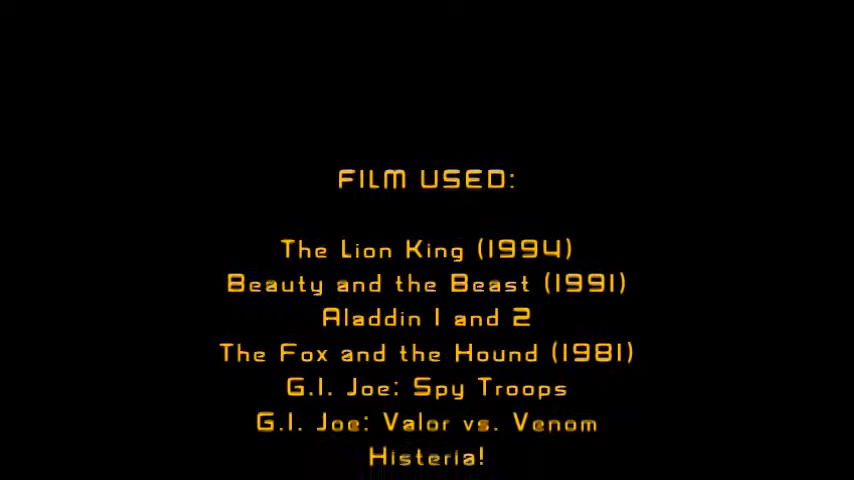 FILM USED:
The Lion King (1994)
Beauty and the Beast (1991)
Aladdin 1 and 2
The Fox and the Hound (1981)
G.I. Joe: Spy Troops
G.I. Joe: Valor vs. Venom
Histeria!